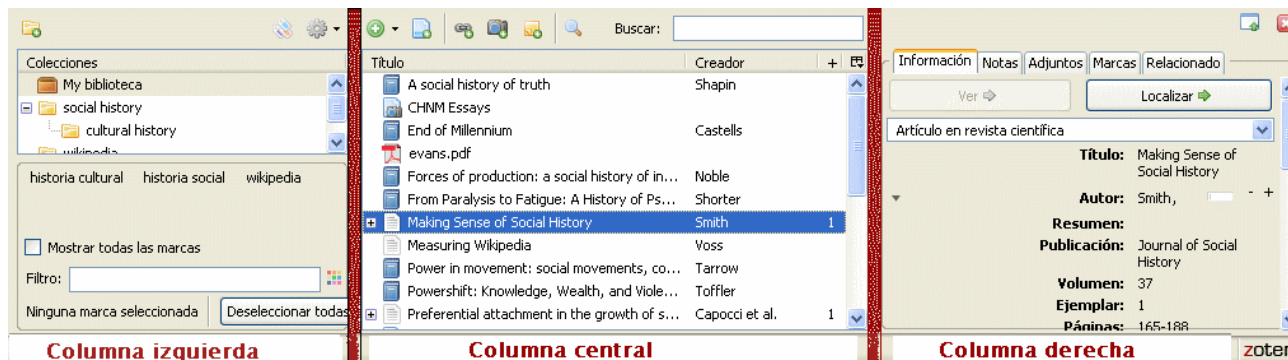 Colecciones
My biblioteca
social history
cultural history
wikipedia
historia cultural historia social wikipedia
Mostrar todas las marcas
Filtro:
Ninguna marca seleccionada Deseleccionar todas
Columna izquierda
Buscar:
Título Creador +
A social history of truth Shapin
CHNM Essays
End of Millennium Castells
evans.pdf
Forces of production: a social history of in... Noble
From Paralysis to Fatigue: A History of Ps... Shorter
Making Sense of Social History Smith 1
Measuring Wikipedia Voss
Power in movement: social movements, co... Tarrow
Powershift: Knowledge, Wealth, and Viole... Toffler
Preferential attachment in the growth of s... Capocci et al. 1
Columna central
Información Notas Adjuntos Marcas Relacionado
Ver Localizar
Artículo en revista científica
Título: Making Sense of
Social History
Autor: Smith, - +
Resumen:
Publicación: Journal of Social
History
Volumen: 37
Ejemplar: 1
Páginas: 165-188
Columna derecha
zoter